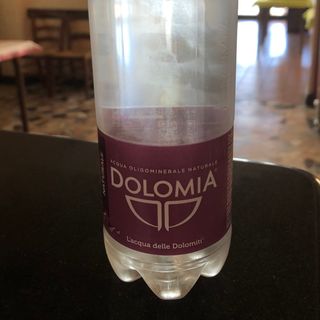 ACQUA OLIGOMINERALE NATURALE
DOLOMIA
L'acqua delle Dolomiti